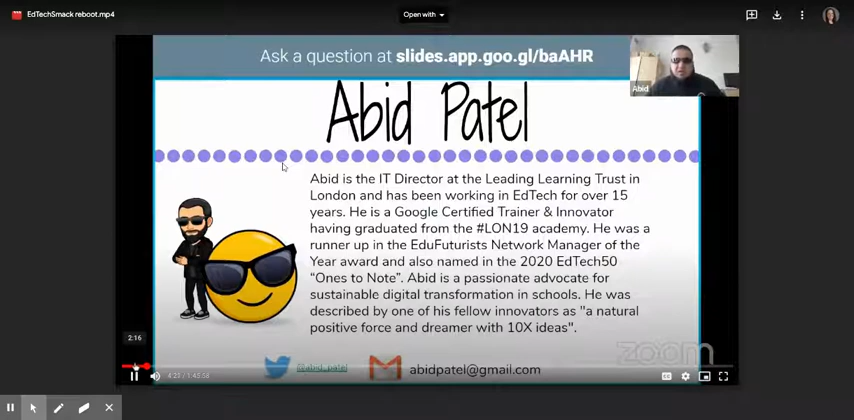 EdTechSmack reboot.mp4
Open with
Ask a question at slides.app.goo.gl/baAHR
Abid
Abid Patel
Abid is the IT Director at the Leading Learning Trust in
London and has been working in EdTech for over 15
years. He is a Google Certified Trainer & Innovator
having graduated from the #LON19 academy. He was a
runner up in the EduFuturists Network Manager of the
Year award and also named in the 2020 EdTech50
“Ones to Note”. Abid is a passionate advocate for
sustainable digital transformation in schools. He was
described by one of his fellow innovators as "a natural
positive force and dreamer with 10X ideas".
2:16
zoom
@abid_patel
abidpatel@gmail.com
CC